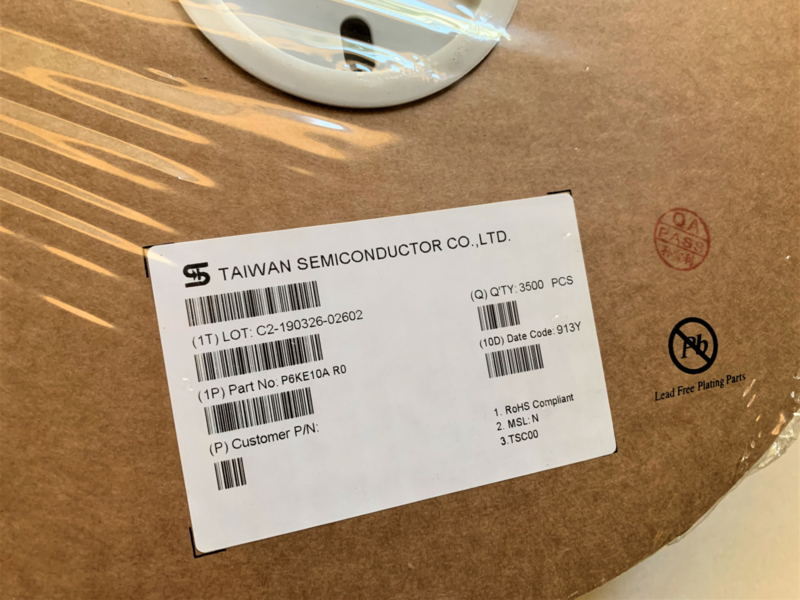 TAIWAN SEMICONDUCTOR CO.,LTD.
(1T) LOT: C2-190326-02602
(1P) Part No. P6KE10A R0
(P) Customer P/N:
(Q) Q'TY: 3500 PCS
(10D) Date Code: 913Y
1. RoHS Compliant
2. MSL: N
3.TSC00
QA
PASS
Pb
Lead Free Plating Parts